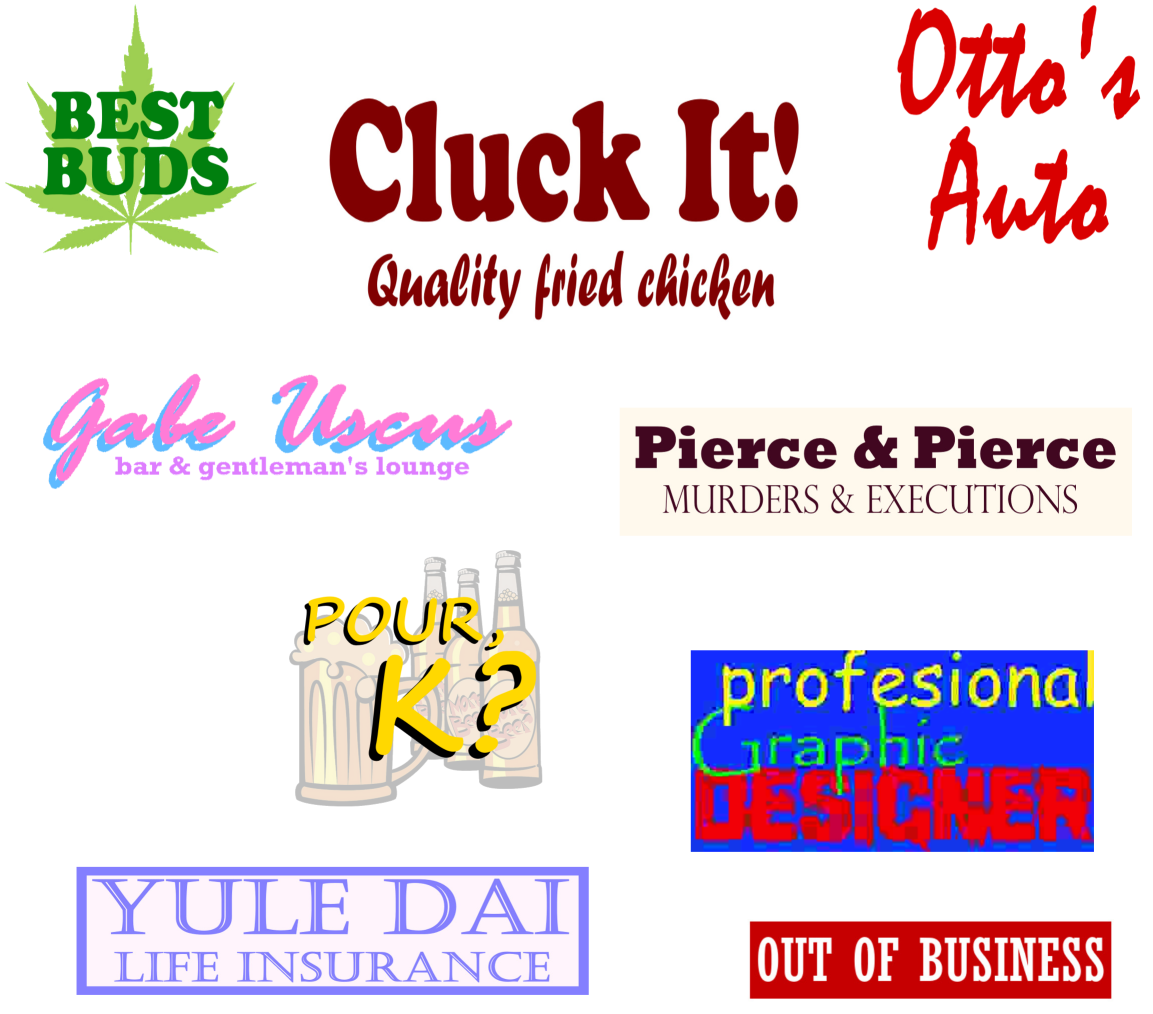 BEST
BUDS
Cluck It!
Quality fried chicken
Otto's
Auto
Gabe Uscus
bar & gentleman's lounge
Pierce & Pierce
MURDERS & EXECUTIONS
POUR,
K?
profesional
Graphic
DESIGNER
YULE DAI
LIFE INSURANCE
OUT OF BUSINESS